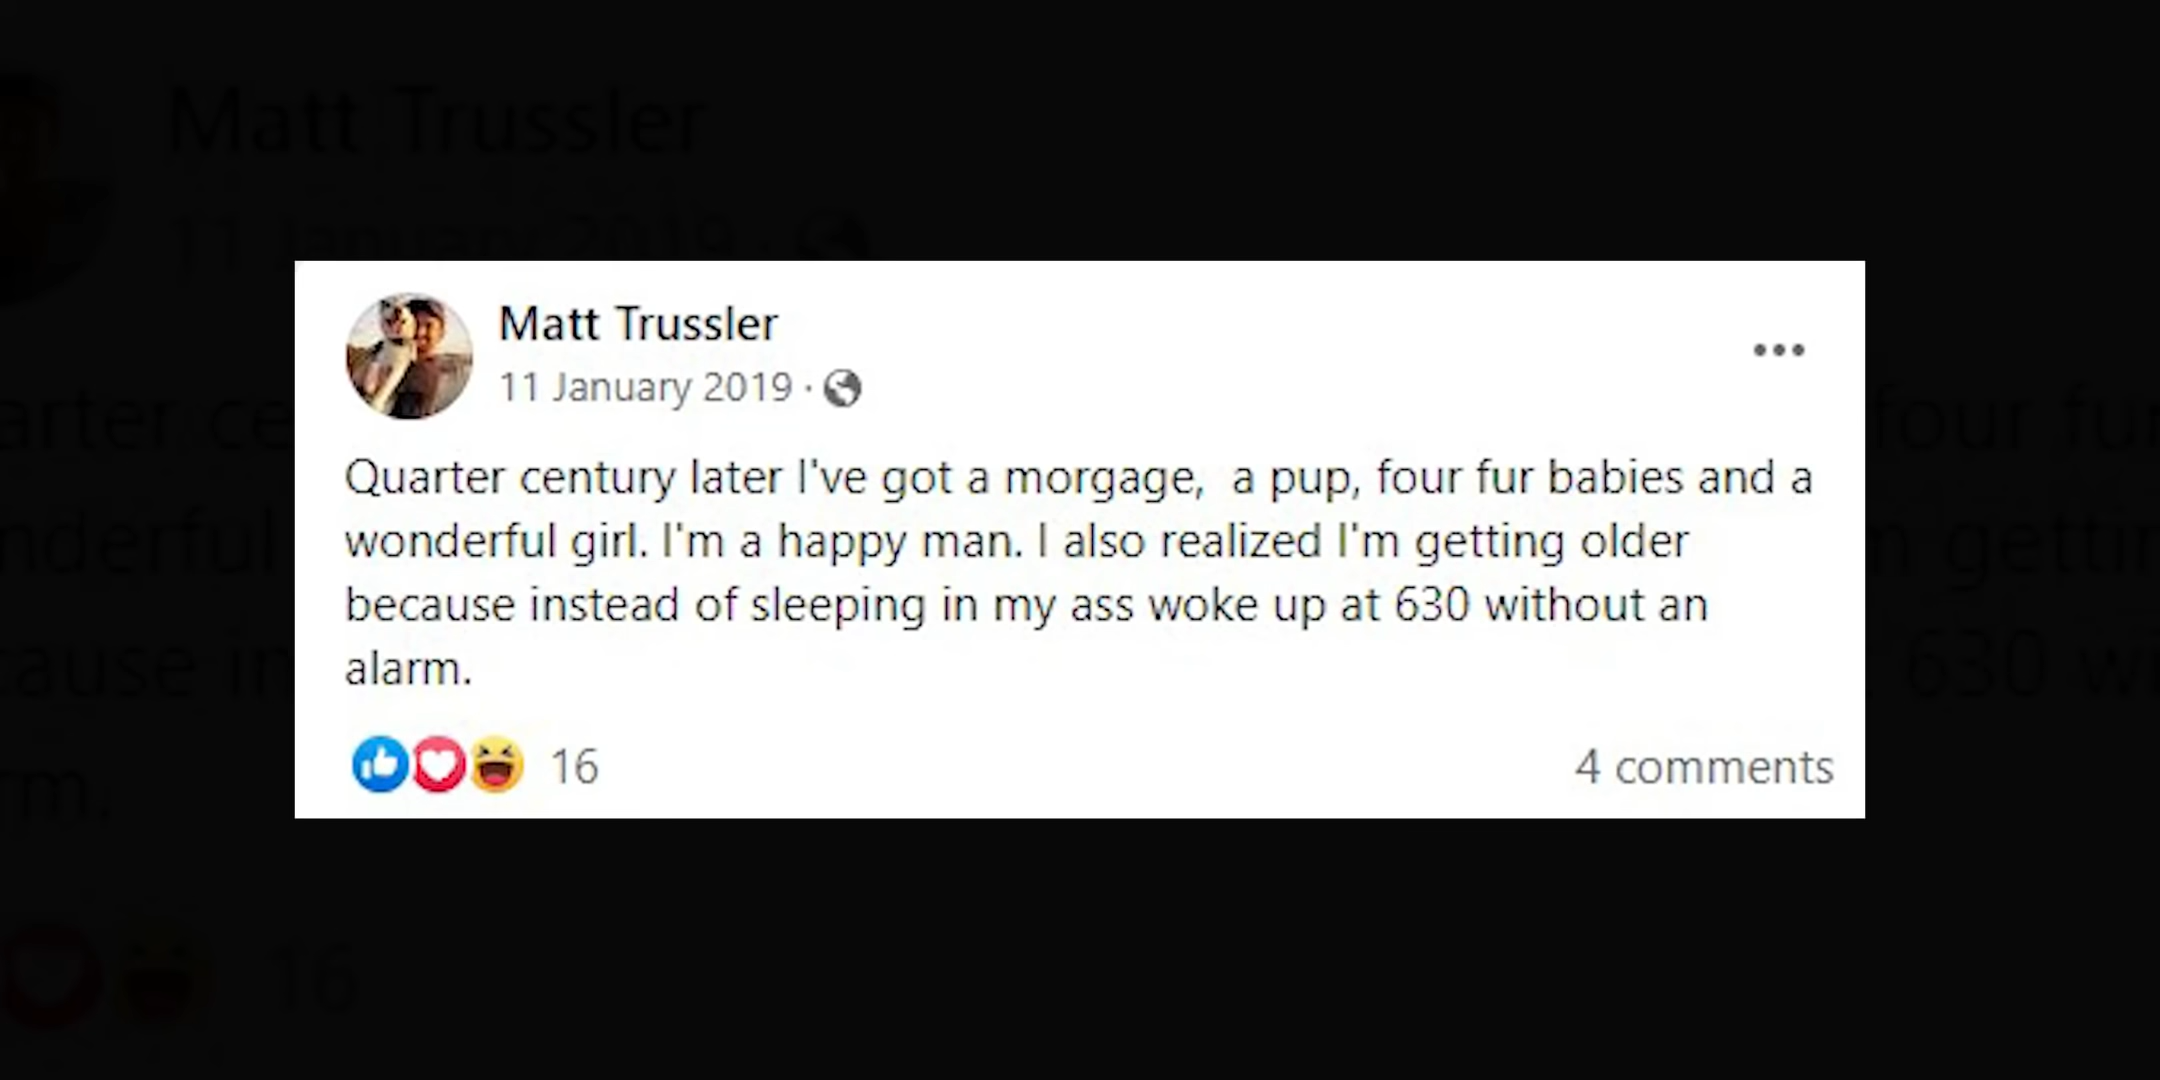 Matt Trussler
11 January 2019 ·
Quarter century later I've got a morgage,  a pup, four fur babies and a
wonderful girl. I'm a happy man. I also realized I'm getting older
because instead of sleeping in my ass woke up at 630 without an
alarm.
16
4 comments